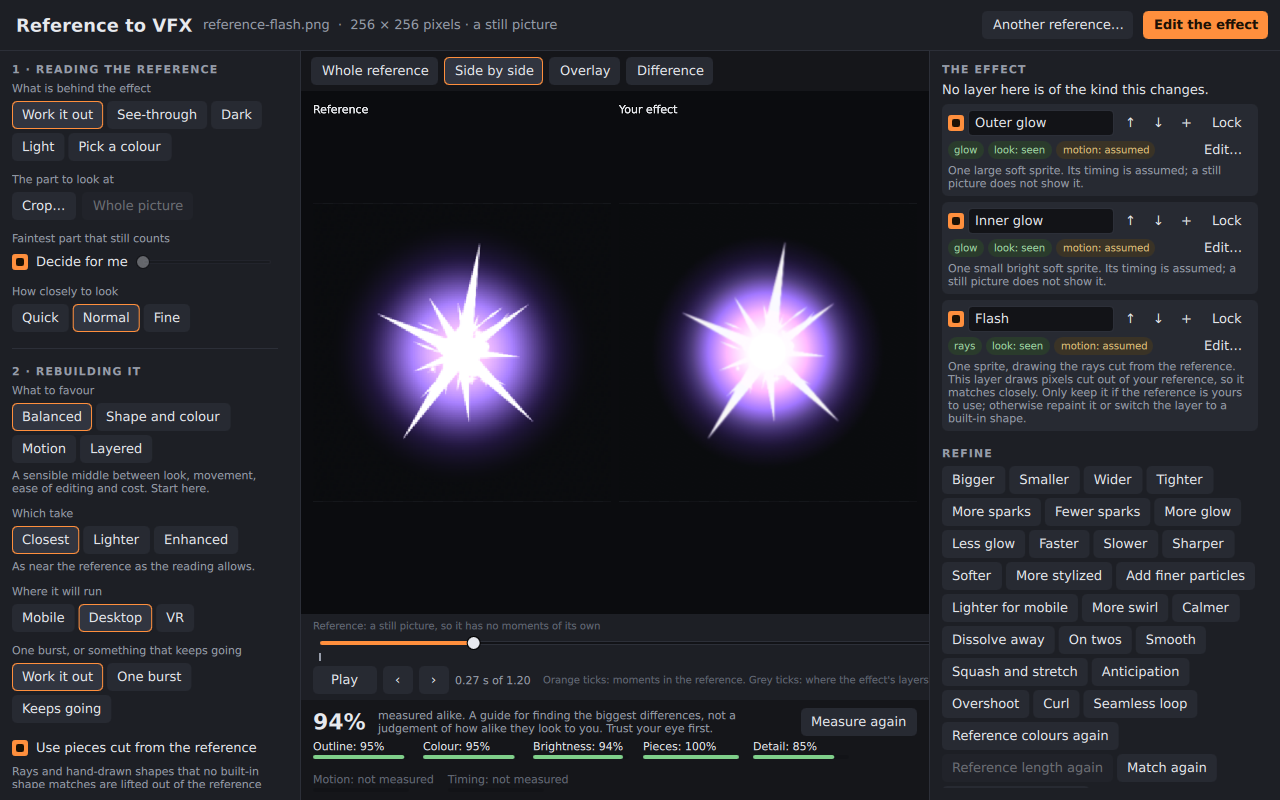 Reference to VFX reference-flash.png · 256 × 256 pixels · a still picture
Another reference... Edit the effect
1 · READING THE REFERENCE
What is behind the effect
Work it out See-through Dark
Light Pick a colour
The part to look at
Crop... Whole picture
Faintest part that still counts
Decide for me
How closely to look
Quick Normal Fine
2 · REBUILDING IT
What to favour
Balanced Shape and colour
Motion Layered
A sensible middle between look, movement,
ease of editing and cost. Start here.
Which take
Closest Lighter Enhanced
As near the reference as the reading allows.
Where it will run
Mobile Desktop VR
One burst, or something that keeps going
Work it out One burst
Keeps going
Use pieces cut from the reference
Rays and hand-drawn shapes that no built-in
shape matches are lifted out of the reference
Whole reference Side by side Overlay Difference
Reference Your effect
Reference: a still picture, so it has no moments of its own
Play ‹ › 0.27 s of 1.20 Orange ticks: moments in the reference. Grey ticks: where the effect's layers
94% measured alike. A guide for finding the biggest differences, not a
judgement of how alike they look to you. Trust your eye first.
Measure again
Outline: 95% Colour: 95% Brightness: 94% Pieces: 100% Detail: 85%
Motion: not measured Timing: not measured
THE EFFECT
No layer here is of the kind this changes.
Outer glow ↑ ↓ + Lock
glow look: seen motion: assumed Edit...
One large soft sprite. Its timing is assumed; a still
picture does not show it.
Inner glow ↑ ↓ + Lock
glow look: seen motion: assumed Edit...
One small bright soft sprite. Its timing is assumed; a
still picture does not show it.
Flash ↑ ↓ + Lock
rays look: seen motion: assumed Edit...
One sprite, drawing the rays cut from the reference.
This layer draws pixels cut out of your reference, so it
matches closely. Only keep it if the reference is yours
to use; otherwise repaint it or switch the layer to a
built-in shape.
REFINE
Bigger Smaller Wider Tighter
More sparks Fewer sparks More glow
Less glow Faster Slower Sharper
Softer More stylized Add finer particles
Lighter for mobile More swirl Calmer
Dissolve away On twos Smooth
Squash and stretch Anticipation
Overshoot Curl Seamless loop
Reference colours again
Reference length again Match again